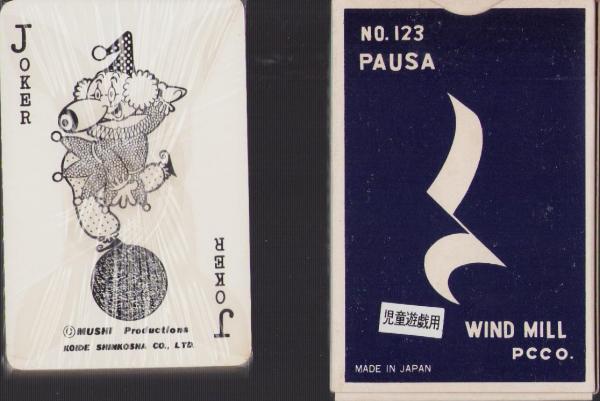 JOKER
ⒸMUSHI Productions
KOIDE SHINKOSHA CO., LTD.
JOKER
NO. 123
PAUSA
児童遊戯用
WIND MILL
PCCO.
MADE IN JAPAN